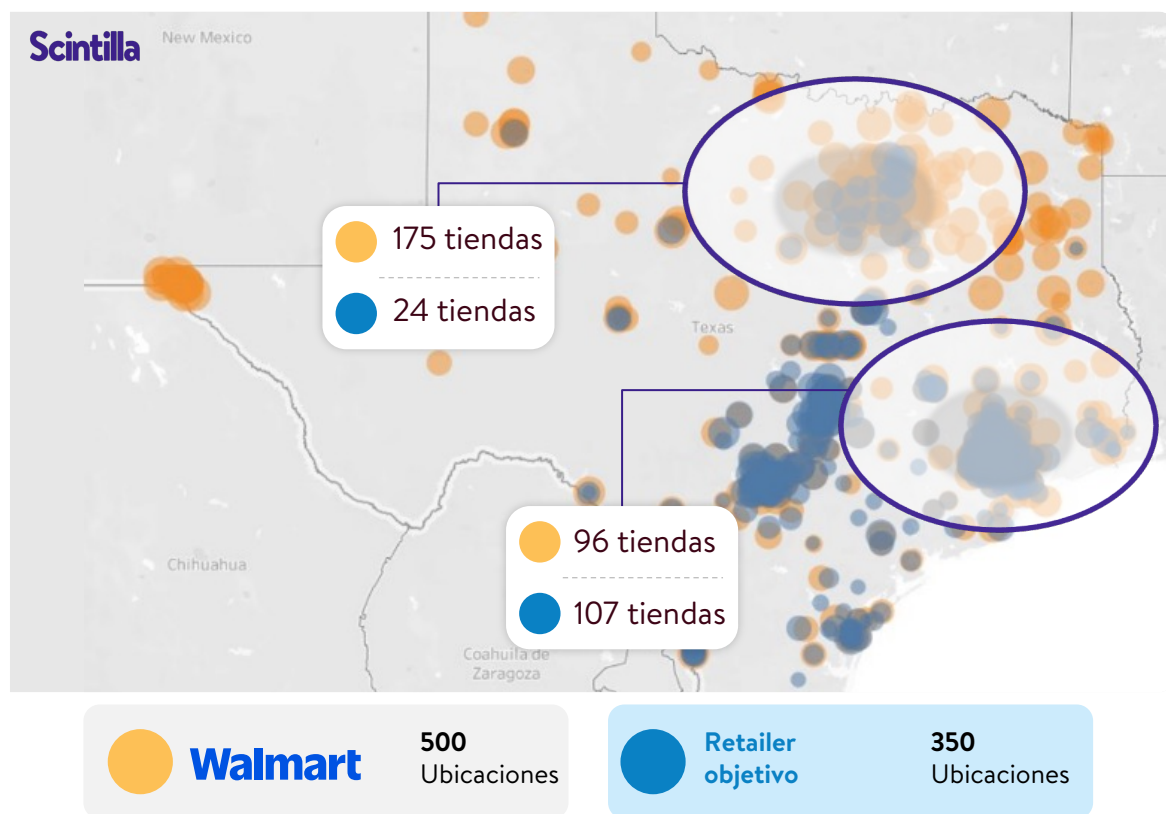 Scintilla
New Mexico
175 tiendas
24 tiendas
Texas
96 tiendas
107 tiendas
Chihuahua
Coahuila de
Zaragoza
Walmart
500
Ubicaciones
Retailer
objetivo
350
Ubicaciones